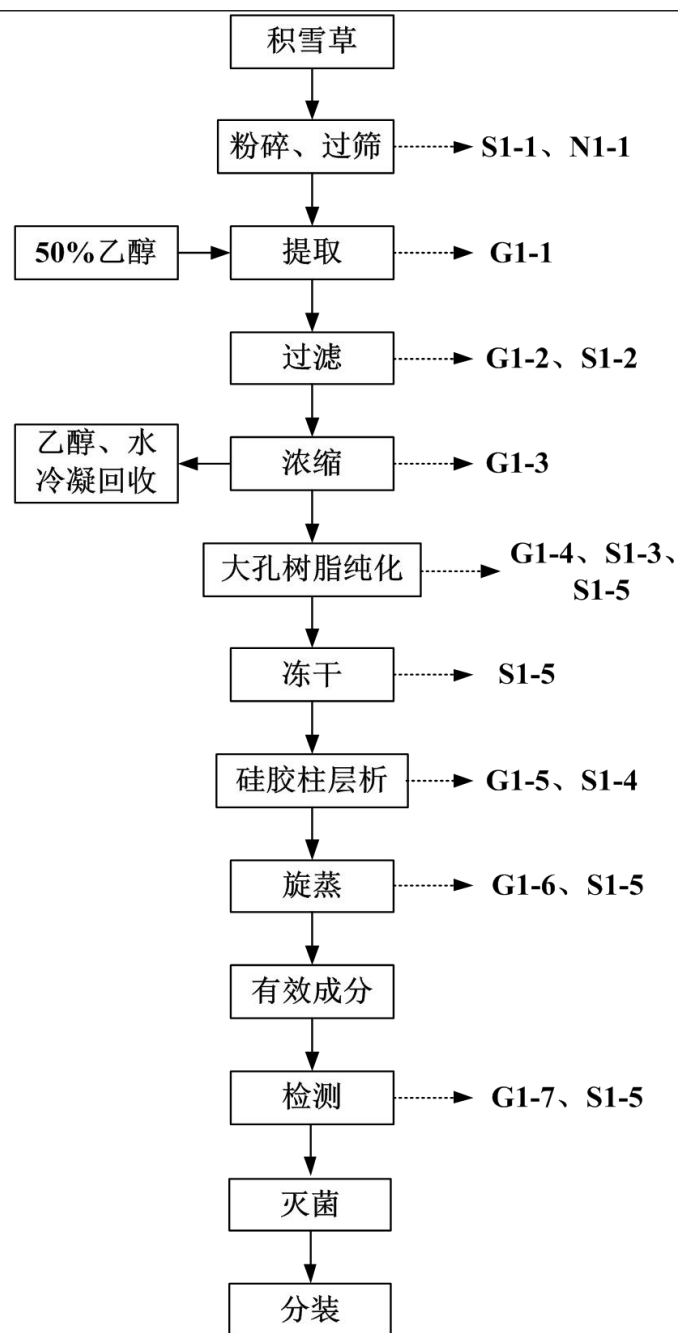 积雪草
粉碎、过筛
S1-1、N1-1
50%乙醇
提取
G1-1
过滤
G1-2、S1-2
乙醇、水
冷凝回收
浓缩
G1-3
大孔树脂纯化
G1-4、S1-3、
S1-5
冻干
S1-5
硅胶柱层析
G1-5、S1-4
旋蒸
G1-6、S1-5
有效成分
检测
G1-7、S1-5
灭菌
分装